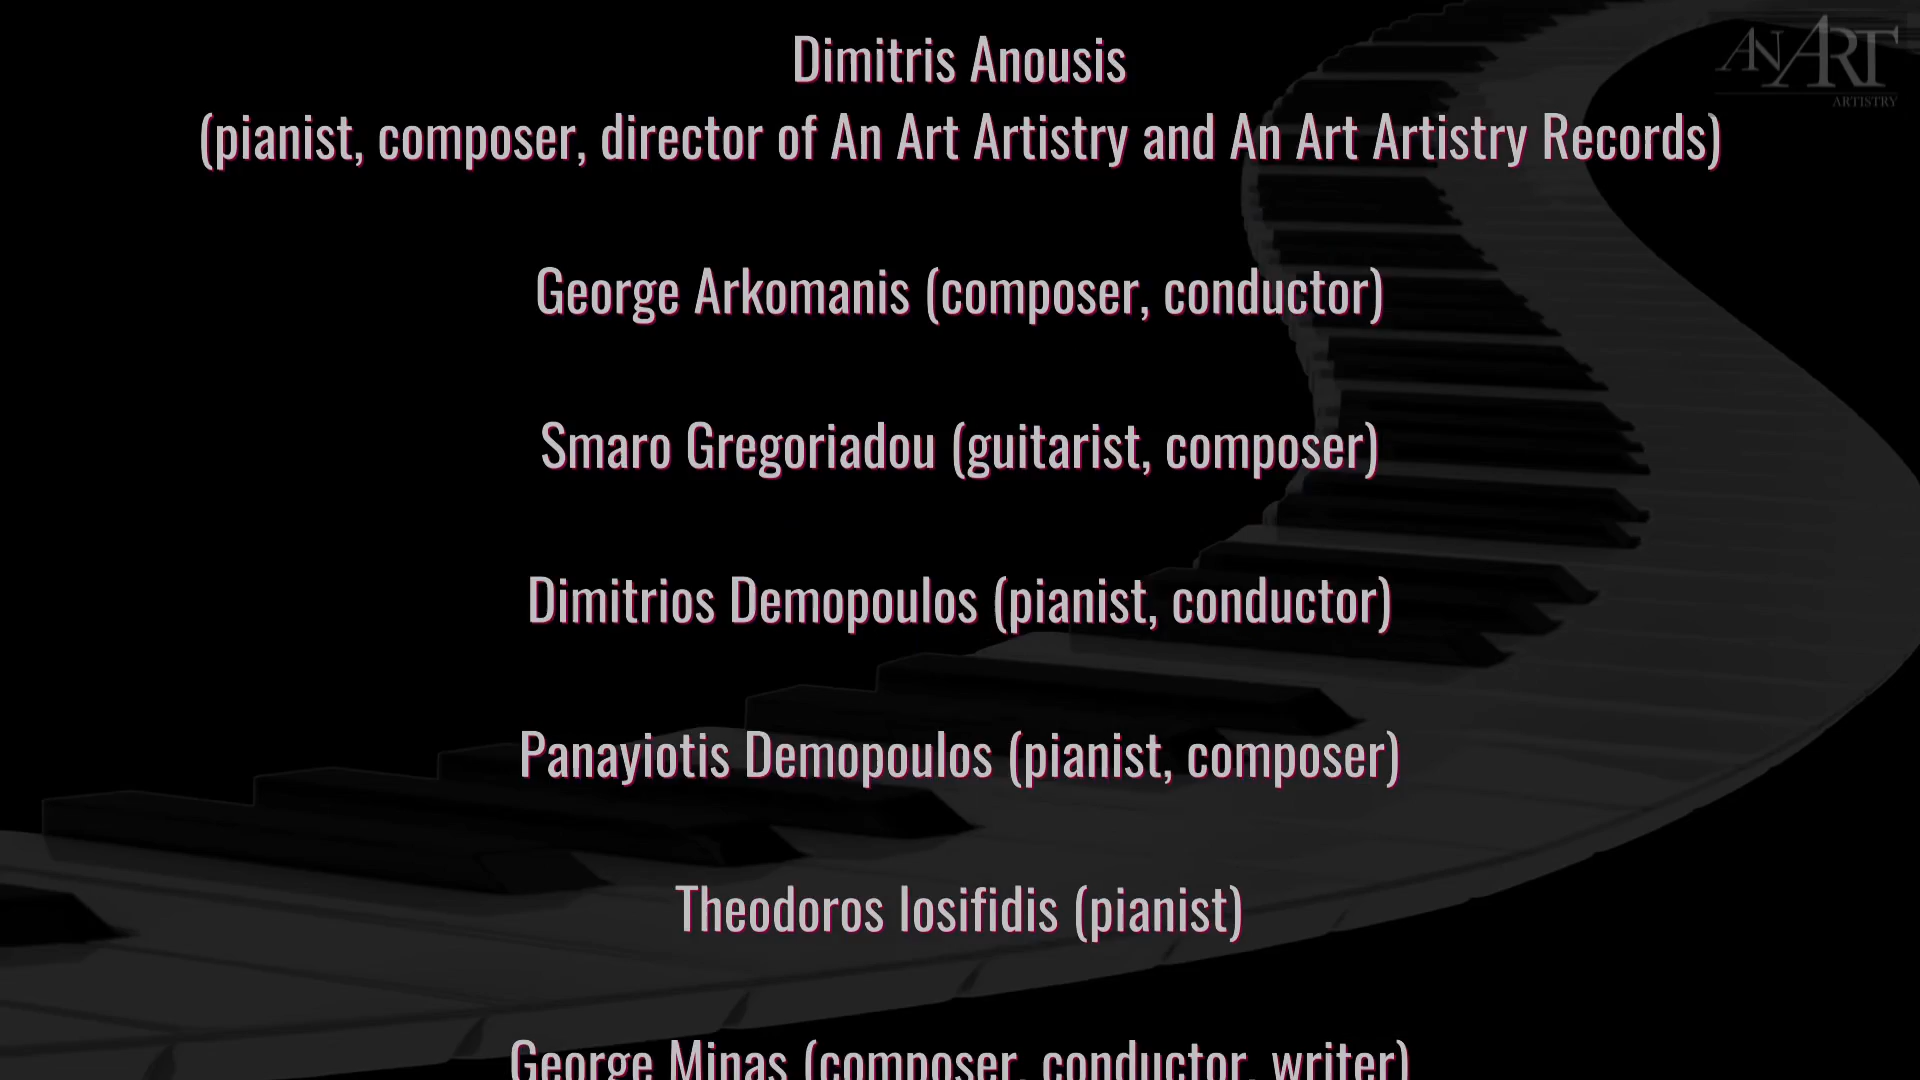 AN ART
ARTISTRY
Dimitris Anousis
(pianist, composer, director of An Art Artistry and An Art Artistry Records)
George Arkomanis (composer, conductor)
Smaro Gregoriadou (guitarist, composer)
Dimitrios Demopoulos (pianist, conductor)
Panayiotis Demopoulos (pianist, composer)
Theodoros Iosifidis (pianist)
George Minas (composer, conductor, writer)